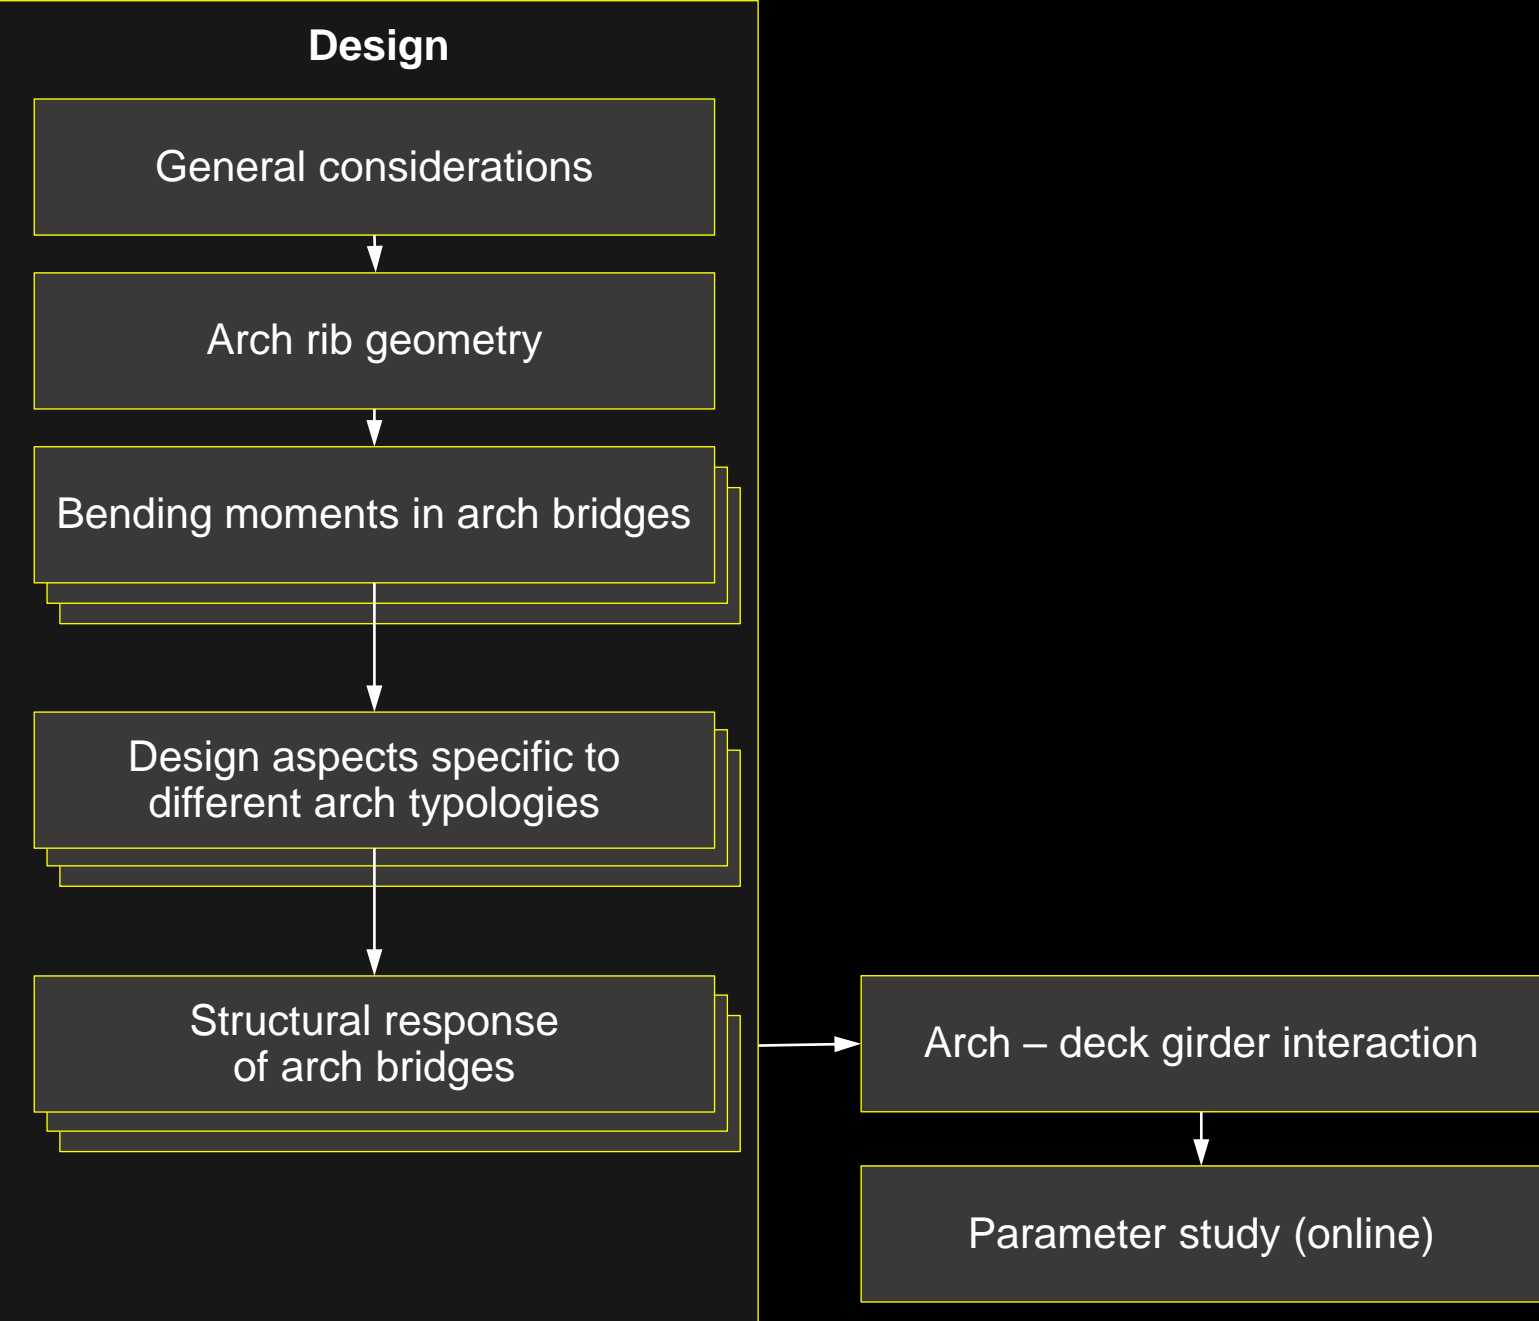 Design
General considerations
Arch rib geometry
Bending moments in arch bridges
Design aspects specific to
different arch typologies
Structural response
of arch bridges
Arch – deck girder interaction
Parameter study (online)